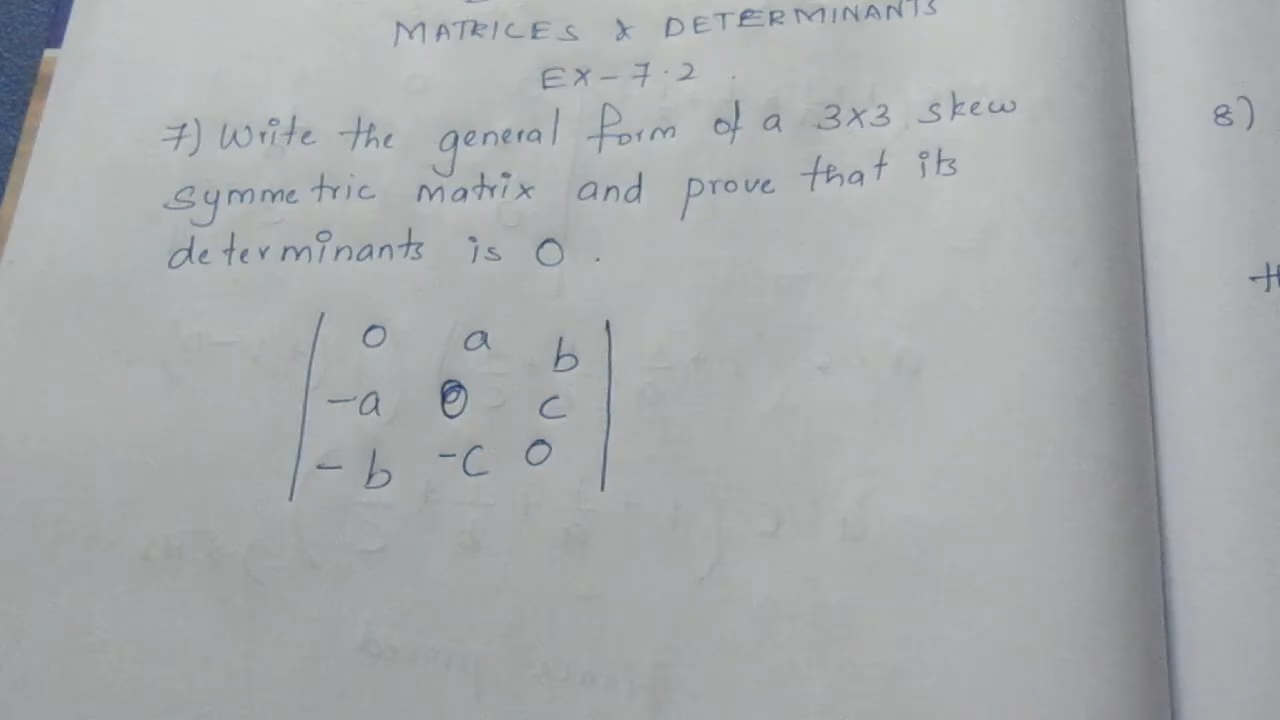 MATRICES & DETERMINANTS
EX-7.2
7) Write the general form of a 3x3 skew
symmetric matrix and prove that its
determinants is 0.
0 a b
-a 0 c
-b -c 0
8)